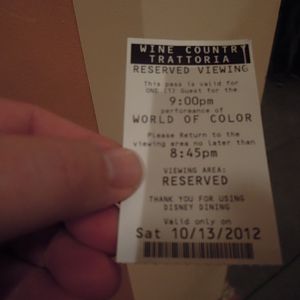 WINE COUNTRY
TRATTORIA
RESERVED VIEWING
This pass is valid for
ONE (1) Guest for the
9:00pm
performance of
WORLD OF COLOR
Please Return to the
viewing area no later than
8:45pm
VIEWING AREA:
RESERVED
THANK YOU FOR USING
DISNEY DINING
Valid only on
Sat 10/13/2012